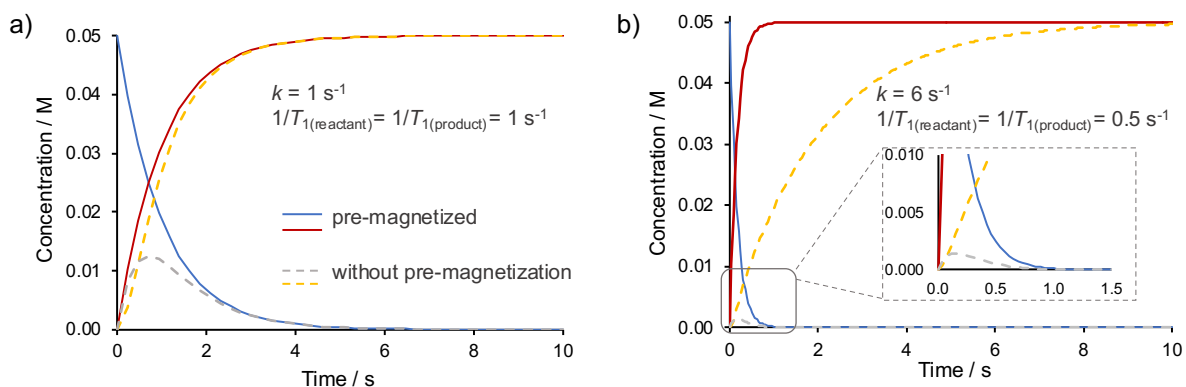 a)
0.05
0.04
0.03
0.02
0.01
0.00
Concentration / M
0
2
4
6
8
10
Time / s
k = 1 s⁻¹
1/T₁₍reactant₎= 1/T₁₍product₎= 1 s⁻¹
pre-magnetized
without pre-magnetization
b)
0.05
0.04
0.03
0.02
0.01
0.00
Concentration / M
0
2
4
6
8
10
Time / s
k = 6 s⁻¹
1/T₁₍reactant₎= 1/T₁₍product₎= 0.5 s⁻¹
0.010
0.005
0.000
0.0
0.5
1.0
1.5